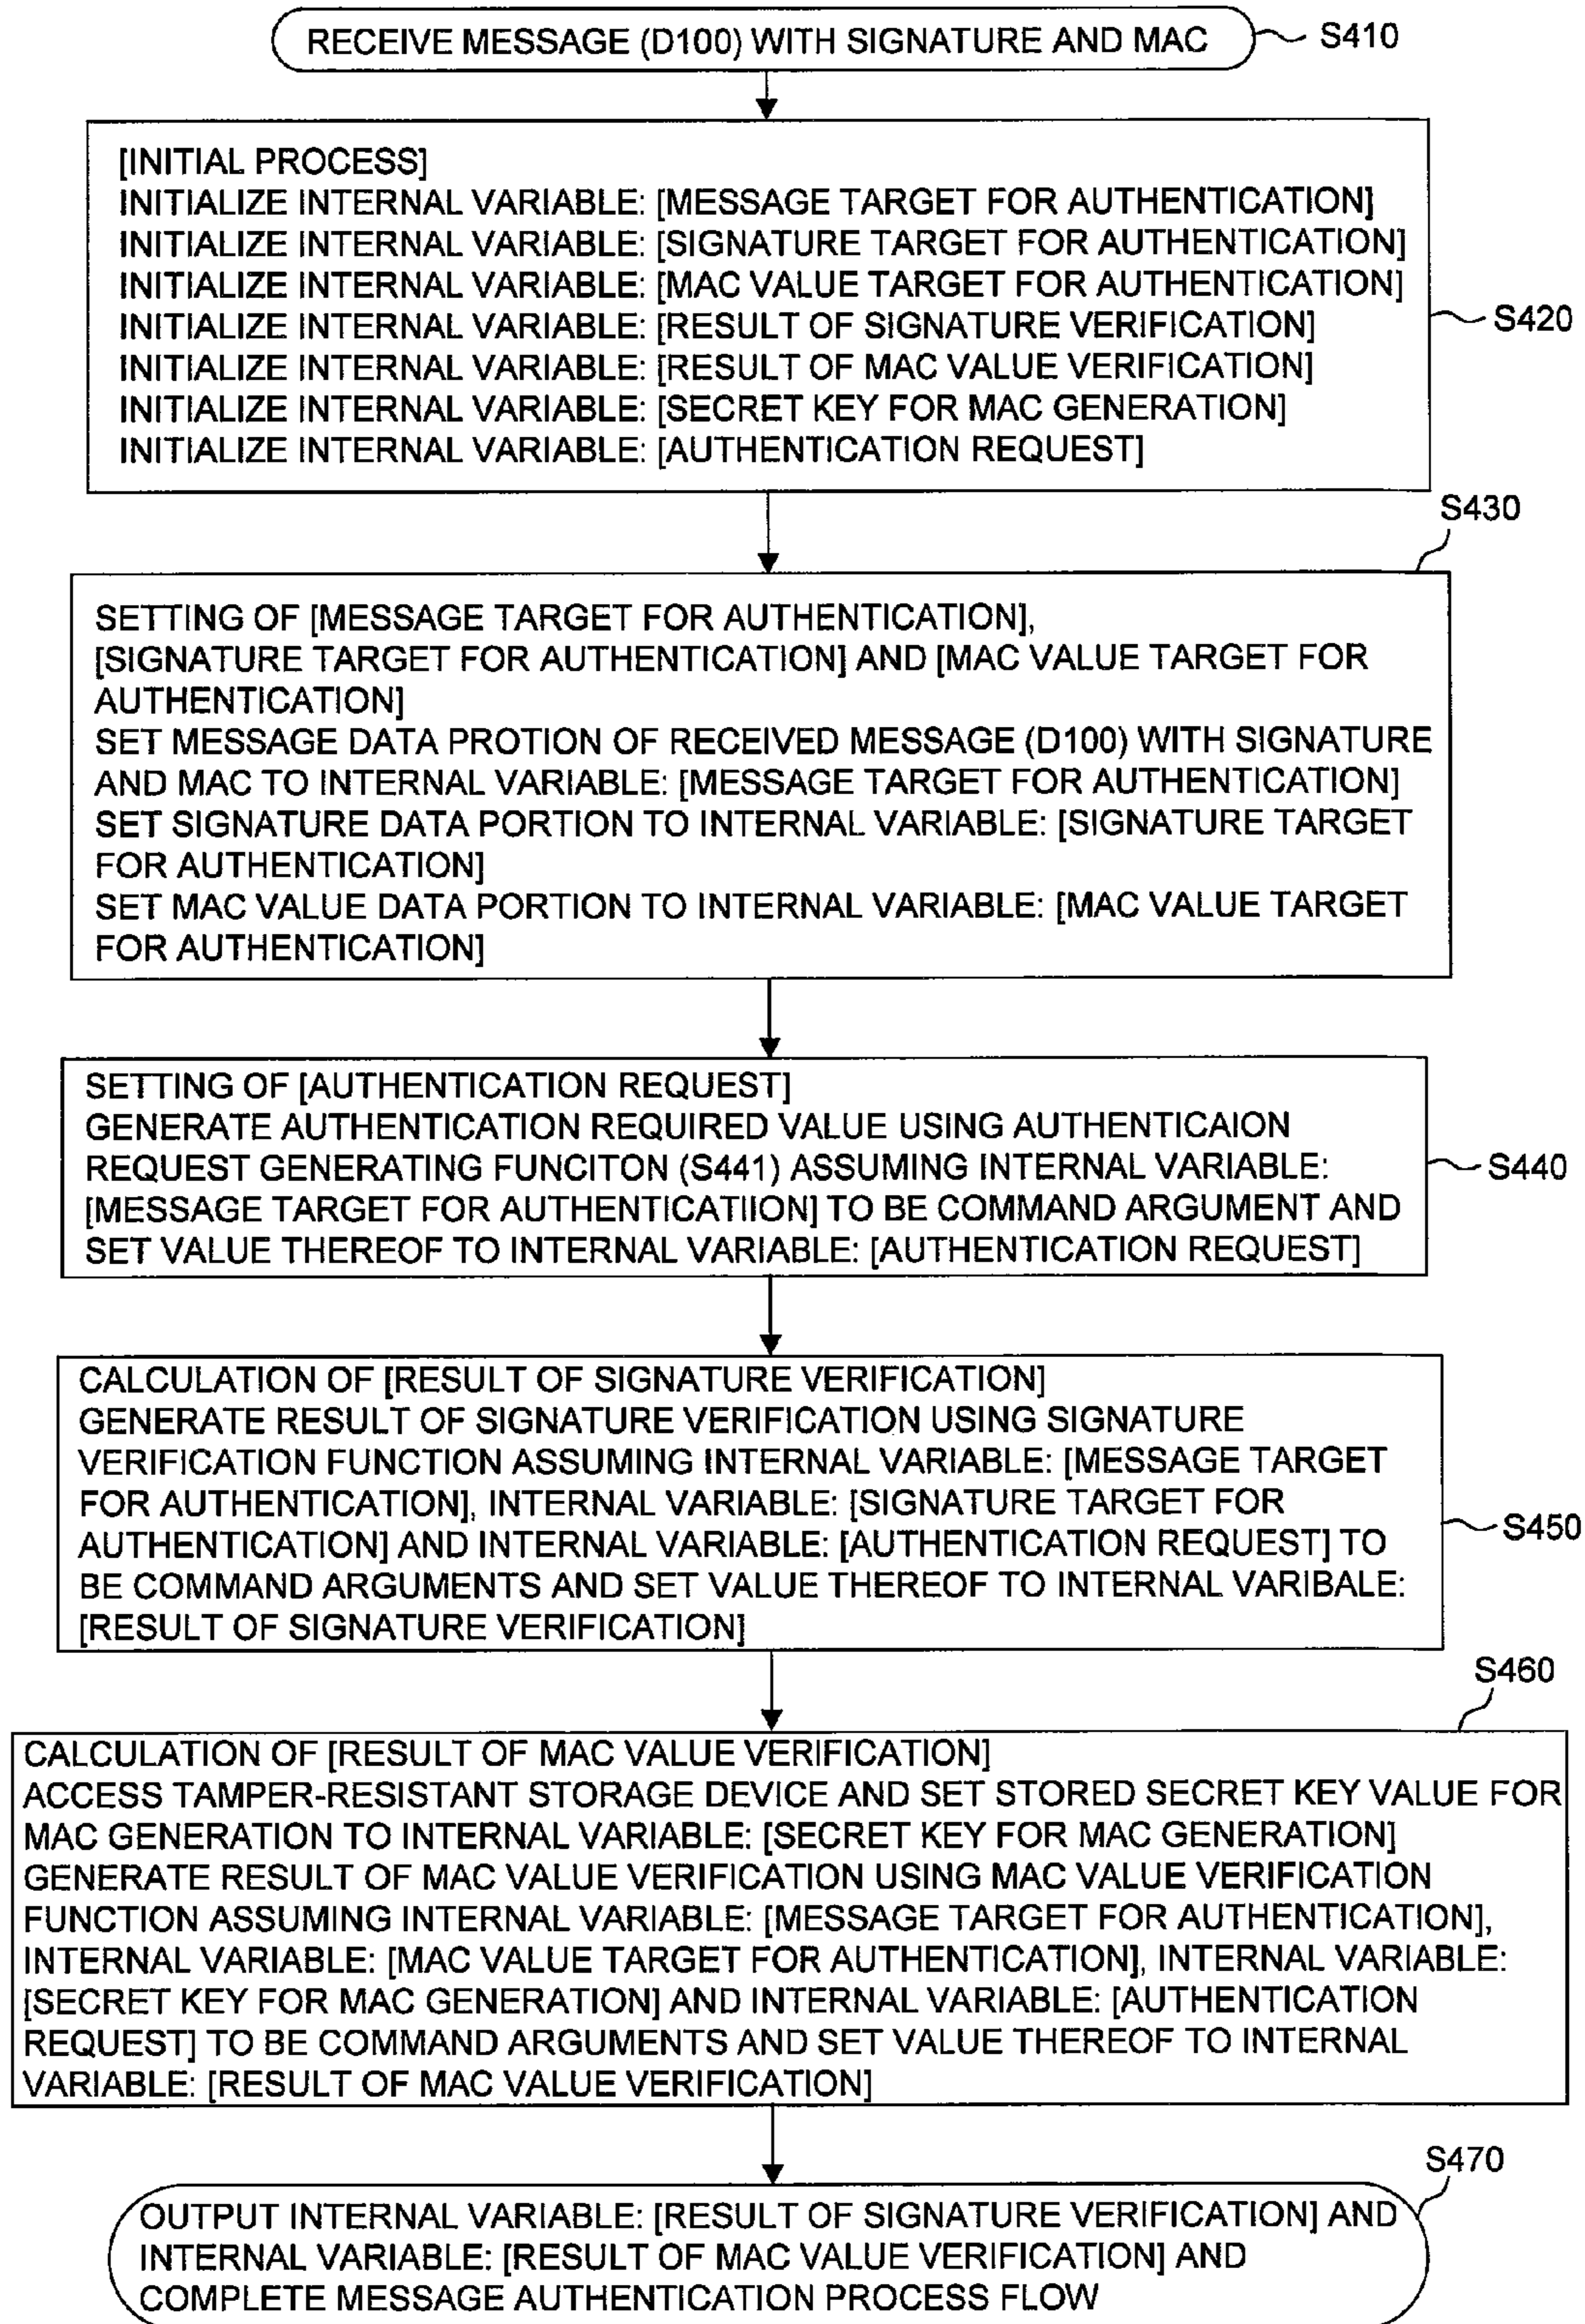 RECEIVE MESSAGE (D100) WITH SIGNATURE AND MAC
S410
[INITIAL PROCESS]
INITIALIZE INTERNAL VARIABLE: [MESSAGE TARGET FOR AUTHENTICATION]
INITIALIZE INTERNAL VARIABLE: [SIGNATURE TARGET FOR AUTHENTICATION]
INITIALIZE INTERNAL VARIABLE: [MAC VALUE TARGET FOR AUTHENTICATION]
INITIALIZE INTERNAL VARIABLE: [RESULT OF SIGNATURE VERIFICATION]
INITIALIZE INTERNAL VARIABLE: [RESULT OF MAC VALUE VERIFICATION]
INITIALIZE INTERNAL VARIABLE: [SECRET KEY FOR MAC GENERATION]
INITIALIZE INTERNAL VARIABLE: [AUTHENTICATION REQUEST]
S420
S430
SETTING OF [MESSAGE TARGET FOR AUTHENTICATION],
[SIGNATURE TARGET FOR AUTHENTICATION] AND [MAC VALUE TARGET FOR
AUTHENTICATION]
SET MESSAGE DATA PROTION OF RECEIVED MESSAGE (D100) WITH SIGNATURE
AND MAC TO INTERNAL VARIABLE: [MESSAGE TARGET FOR AUTHENTICATION]
SET SIGNATURE DATA PORTION TO INTERNAL VARIABLE: [SIGNATURE TARGET
FOR AUTHENTICATION]
SET MAC VALUE DATA PORTION TO INTERNAL VARIABLE: [MAC VALUE TARGET
FOR AUTHENTICATION]
SETTING OF [AUTHENTICATION REQUEST]
GENERATE AUTHENTICATION REQUIRED VALUE USING AUTHENTICAION
REQUEST GENERATING FUNCITON (S441) ASSUMING INTERNAL VARIABLE:
[MESSAGE TARGET FOR AUTHENTICATIION] TO BE COMMAND ARGUMENT AND
SET VALUE THEREOF TO INTERNAL VARIABLE: [AUTHENTICATION REQUEST]
S440
CALCULATION OF [RESULT OF SIGNATURE VERIFICATION]
GENERATE RESULT OF SIGNATURE VERIFICATION USING SIGNATURE
VERIFICATION FUNCTION ASSUMING INTERNAL VARIABLE: [MESSAGE TARGET
FOR AUTHENTICATION], INTERNAL VARIABLE: [SIGNATURE TARGET FOR
AUTHENTICATION] AND INTERNAL VARIABLE: [AUTHENTICATION REQUEST] TO
BE COMMAND ARGUMENTS AND SET VALUE THEREOF TO INTERNAL VARIBALE:
[RESULT OF SIGNATURE VERIFICATION]
S450
S460
CALCULATION OF [RESULT OF MAC VALUE VERIFICATION]
ACCESS TAMPER-RESISTANT STORAGE DEVICE AND SET STORED SECRET KEY VALUE FOR
MAC GENERATION TO INTERNAL VARIABLE: [SECRET KEY FOR MAC GENERATION]
GENERATE RESULT OF MAC VALUE VERIFICATION USING MAC VALUE VERIFICATION
FUNCTION ASSUMING INTERNAL VARIABLE: [MESSAGE TARGET FOR AUTHENTICATION],
INTERNAL VARIABLE: [MAC VALUE TARGET FOR AUTHENTICATION], INTERNAL VARIABLE:
[SECRET KEY FOR MAC GENERATION] AND INTERNAL VARIABLE: [AUTHENTICATION
REQUEST] TO BE COMMAND ARGUMENTS AND SET VALUE THEREOF TO INTERNAL
VARIABLE: [RESULT OF MAC VALUE VERIFICATION]
S470
OUTPUT INTERNAL VARIABLE: [RESULT OF SIGNATURE VERIFICATION] AND
INTERNAL VARIABLE: [RESULT OF MAC VALUE VERIFICATION] AND
COMPLETE MESSAGE AUTHENTICATION PROCESS FLOW